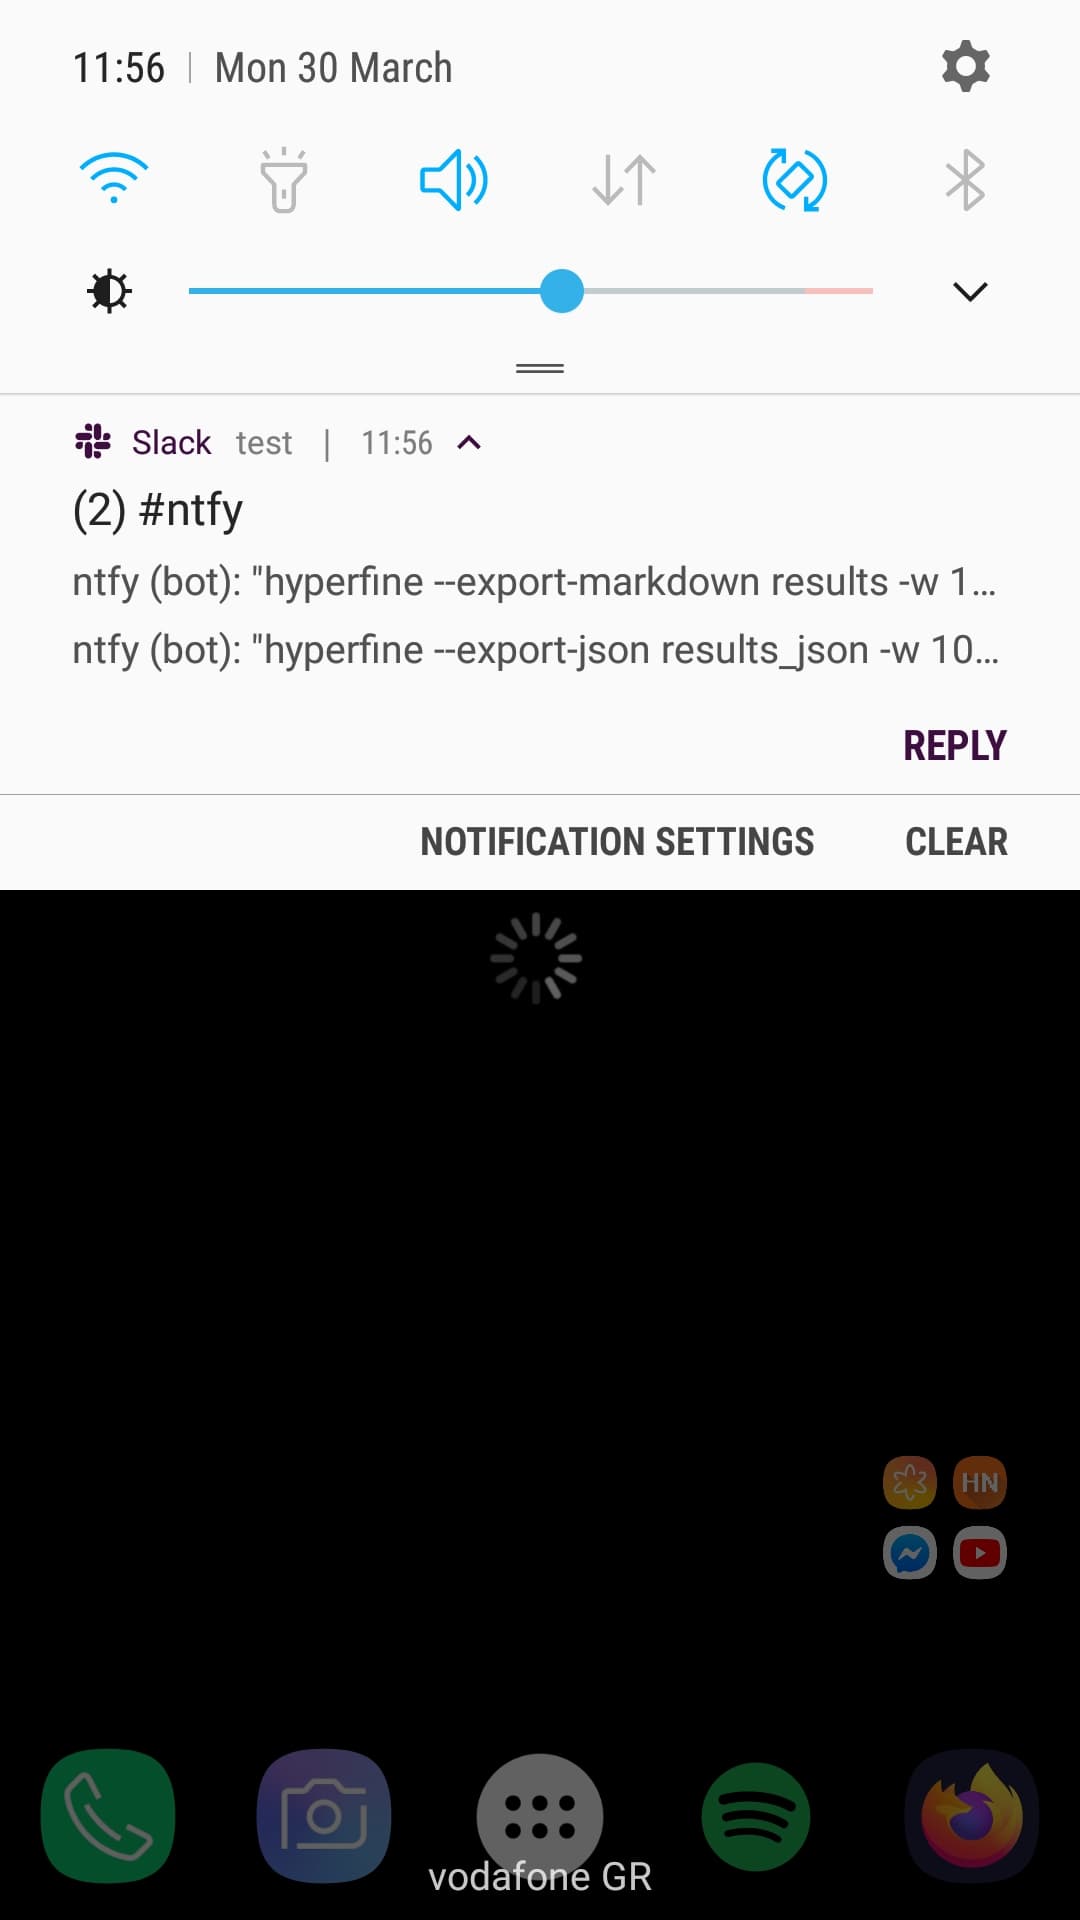 11:56 | Mon 30 March
Slack test | 11:56
(2) #ntfy
ntfy (bot): "hyperfine --export-markdown results -w 1...
ntfy (bot): "hyperfine --export-json results_json -w 10...
REPLY
NOTIFICATION SETTINGS CLEAR
HN
vodafone GR